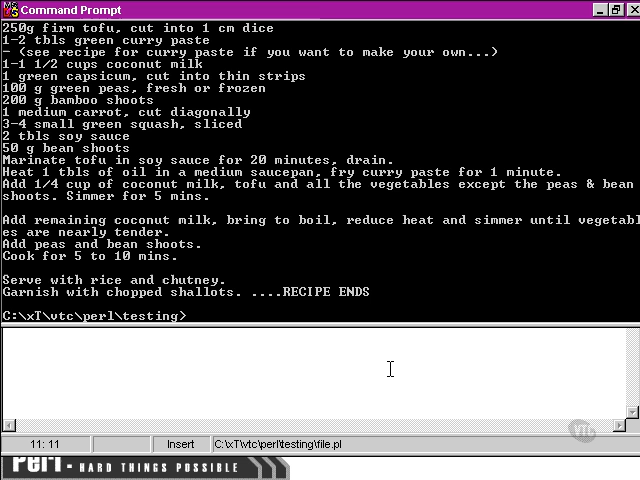 Command Prompt
250g firm tofu, cut into 1 cm dice
1-2 tbls green curry paste
- (see recipe for curry paste if you want to make your own...)
1-1 1/2 cups coconut milk
1 green capsicum, cut into thin strips
100 g green peas, fresh or frozen
200 g bamboo shoots
1 medium carrot, cut diagonally
3-4 small green squash, sliced
2 tbls soy sauce
50 g bean shoots
Marinate tofu in soy sauce for 20 minutes, drain.
Heat 1 tbls of oil in a medium saucepan, fry curry paste for 1 minute.
Add 1/4 cup of coconut milk, tofu and all the vegetables except the peas & bean
shoots. Simmer for 5 mins.
Add remaining coconut milk, bring to boil, reduce heat and simmer until vegetabl
es are nearly tender.
Add peas and bean shoots.
Cook for 5 to 10 mins.
Serve with rice and chutney.
Garnish with chopped shallots. ....RECIPE ENDS
C:\xT\vtc\perl\testing>
VTC
11: 11 Insert C:\xT\vtc\perl\testing\file.pl
Perl - HARD THINGS POSSIBLE